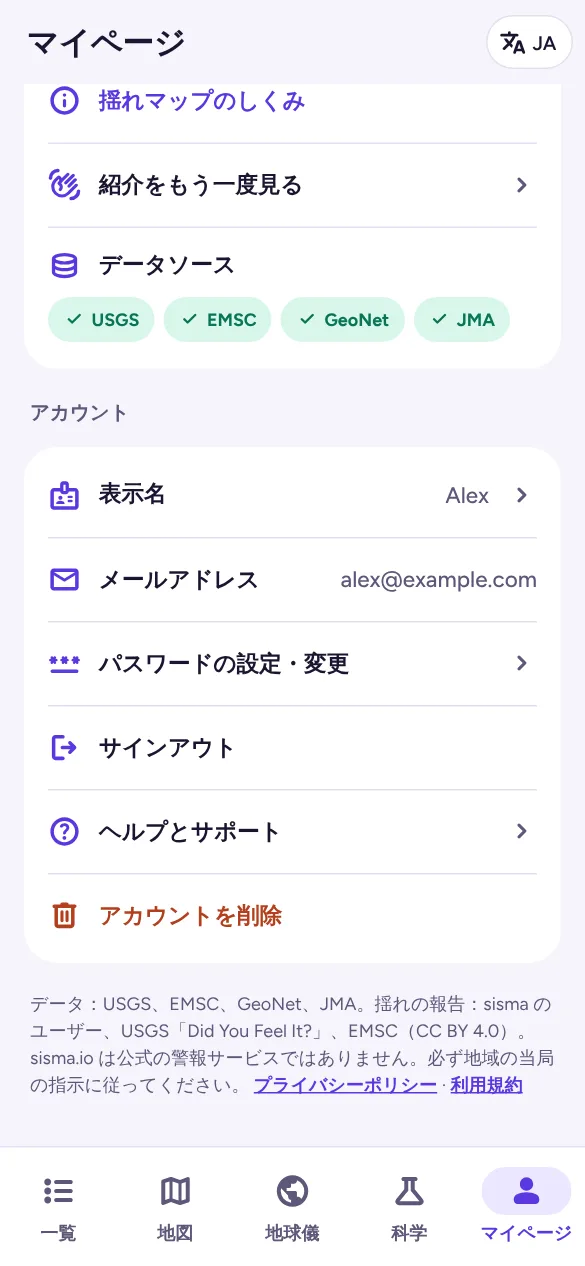 マイページ
JA
揺れマップのしくみ
紹介をもう一度見る
データソース
USGS
EMSC
GeoNet
JMA
アカウント
表示名
Alex
メールアドレス
alex@example.com
パスワードの設定・変更
サインアウト
ヘルプとサポート
アカウントを削除
データ：USGS、EMSC、GeoNet、JMA。揺れの報告：sisma の
ユーザー、USGS「Did You Feel It?」、EMSC（CC BY 4.0）。
sisma.io は公式の警報サービスではありません。必ず地域の当局
の指示に従ってください。 プライバシーポリシー · 利用規約
一覧
地図
地球儀
科学
マイページ